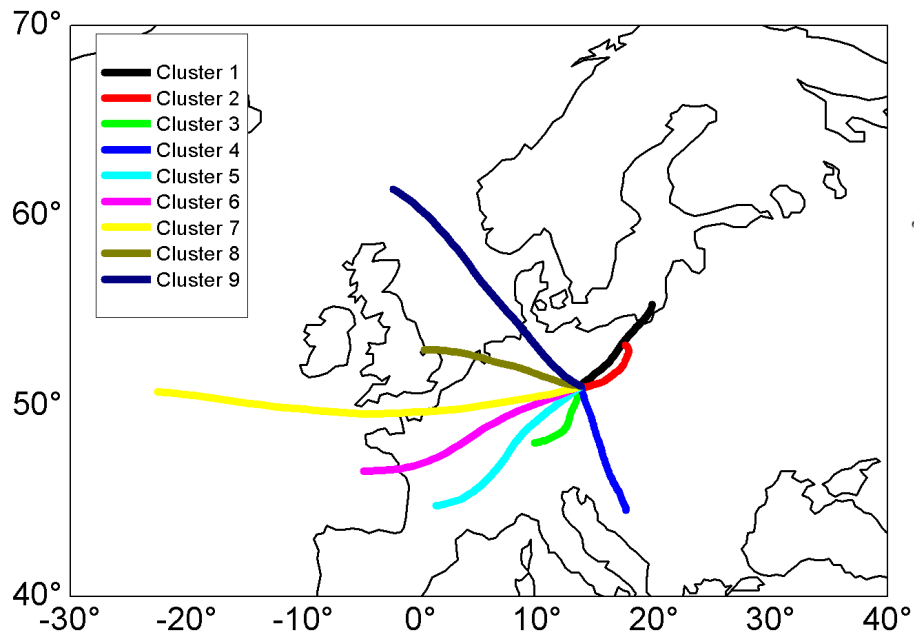 70°
Cluster 1
Cluster 2
Cluster 3
Cluster 4
Cluster 5
Cluster 6
Cluster 7
Cluster 8
Cluster 9
60°
50°
40°
-30° -20° -10° 0° 10° 20° 30° 40°